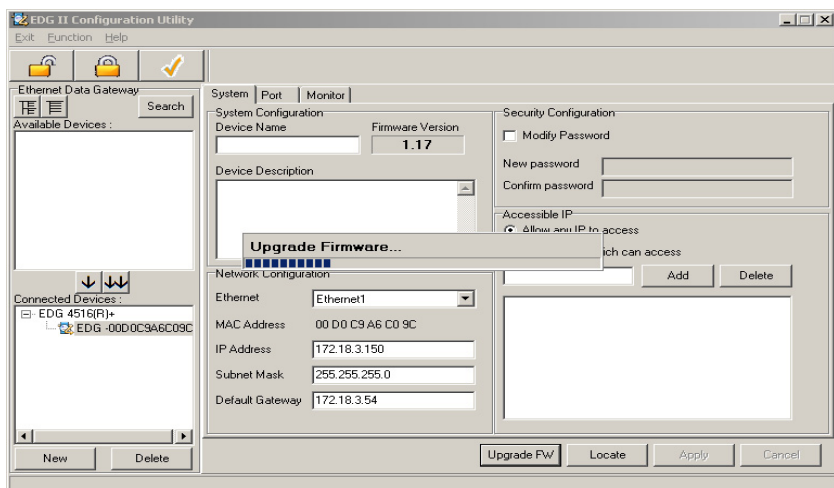 EDG II Configuration Utility
Exit Function Help
Ethernet Data Gateway
Search
Available Devices :
Connected Devices :
EDG 4516(R)+
EDG -00D0C9A6C09C
New Delete
System Port Monitor
System Configuration
Device Name Firmware Version
1.17
Device Description
Upgrade Firmware...
Network Configuration
Ethernet Ethernet1
MAC Address 00 D0 C9 A6 C0 9C
IP Address 172.18.3.150
Subnet Mask 255.255.255.0
Default Gateway 172.18.3.54
Security Configuration
Modify Password
New password
Confirm password
Accessible IP
Allow any IP to access
ich can access
Add Delete
Upgrade FW Locate Apply Cancel